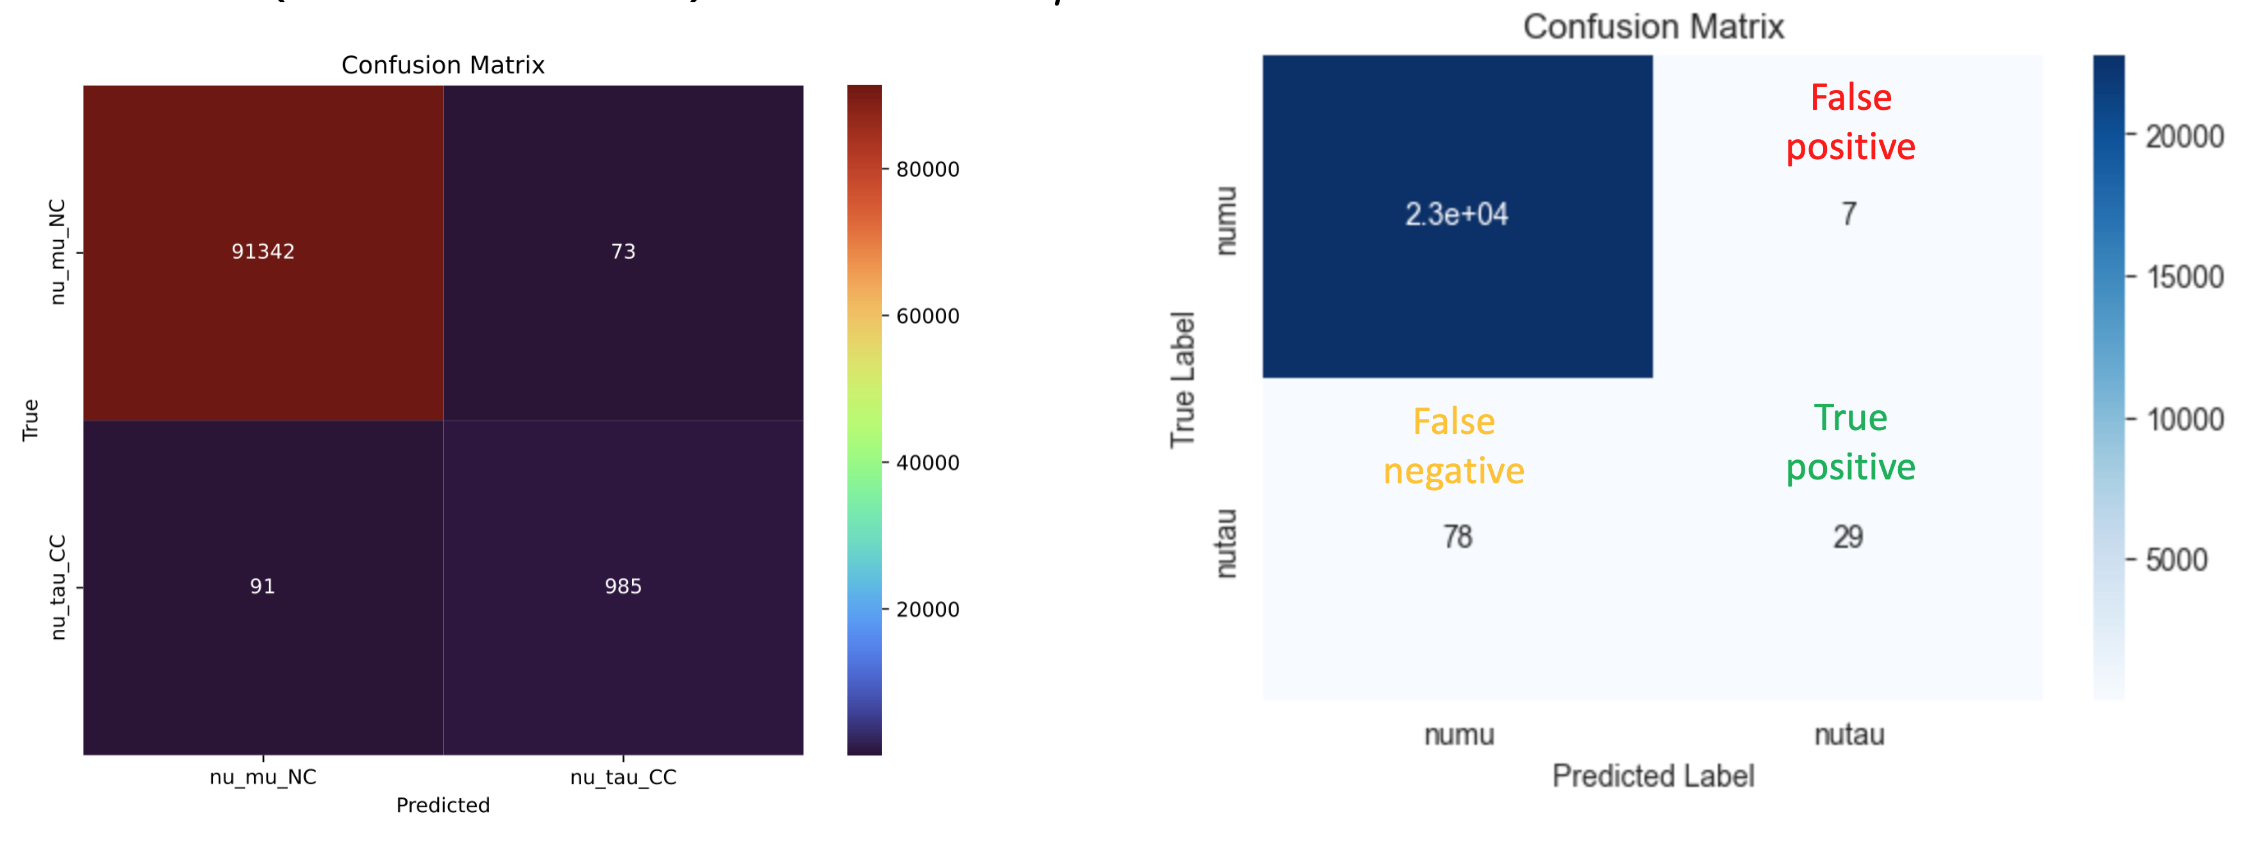 Confusion Matrix
nu_mu_NC
91342
73
True
nu_tau_CC
91
985
nu_mu_NC
nu_tau_CC
Predicted
80000
60000
40000
20000
Confusion Matrix
False
positive
numu
2.3e+04
7
True Label
False
negative
True
positive
nutau
78
29
numu
nutau
Predicted Label
20000
15000
10000
5000